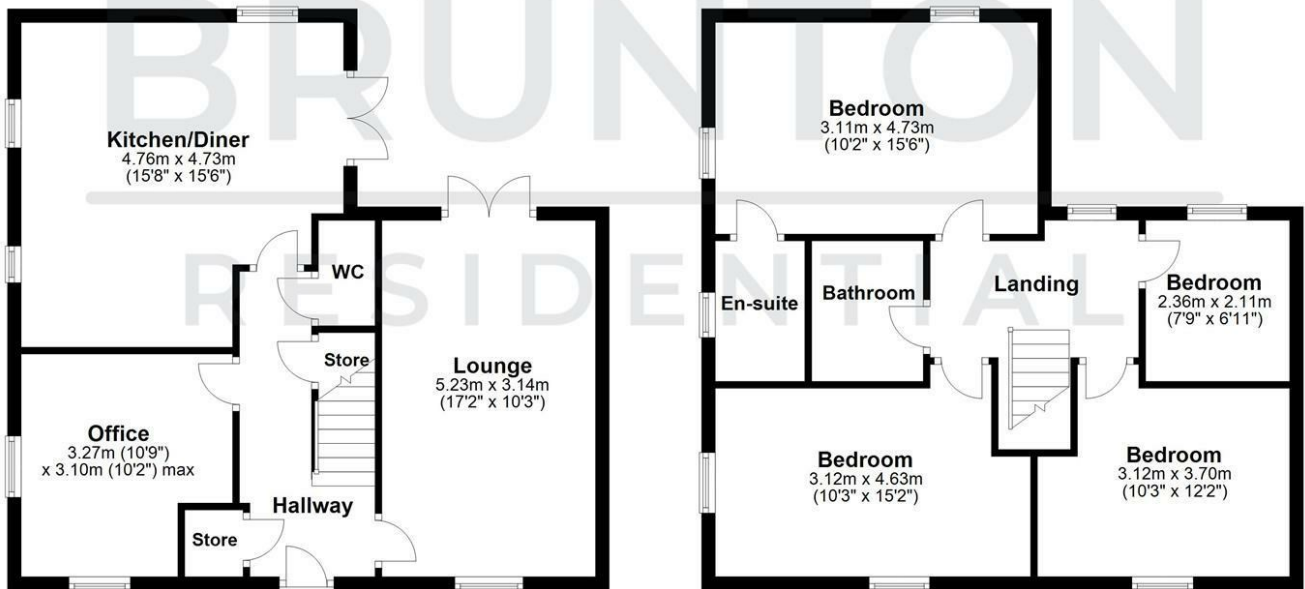 BRUNTON
RESIDENTIAL
Kitchen/Diner
4.76m x 4.73m
(15'8" x 15'6")
WC
Store
Lounge
5.23m x 3.14m
(17'2" x 10'3")
Office
3.27m (10'9")
x 3.10m (10'2") max
Hallway
Store
Bedroom
3.11m x 4.73m
(10'2" x 15'6")
En-suite
Bathroom
Landing
Bedroom
2.36m x 2.11m
(7'9" x 6'11")
Bedroom
3.12m x 4.63m
(10'3" x 15'2")
Bedroom
3.12m x 3.70m
(10'3" x 12'2")